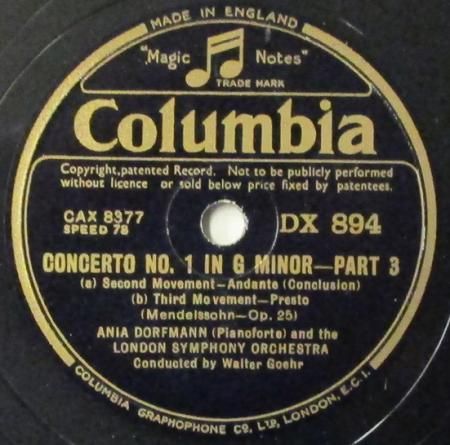 MADE IN ENGLAND
"Magic Notes"
TRADE MARK
Columbia
Copyright,patented Record. Not to be publicly performed
without licence or sold below price fixed by patentees.
CAX 8377 DX 894
SPEED 78
CONCERTO NO. 1 IN G MINOR—PART 3
(a) Second Movement—Andante (Conclusion)
(b) Third Movement—Presto
(Mendelssohn—Op. 25)
ANIA DORFMANN (Pianoforte) and the
LONDON SYMPHONY ORCHESTRA
Conducted by Walter Goehr
COLUMBIA GRAPHOPHONE CO. LTD, LONDON, E.C.1.